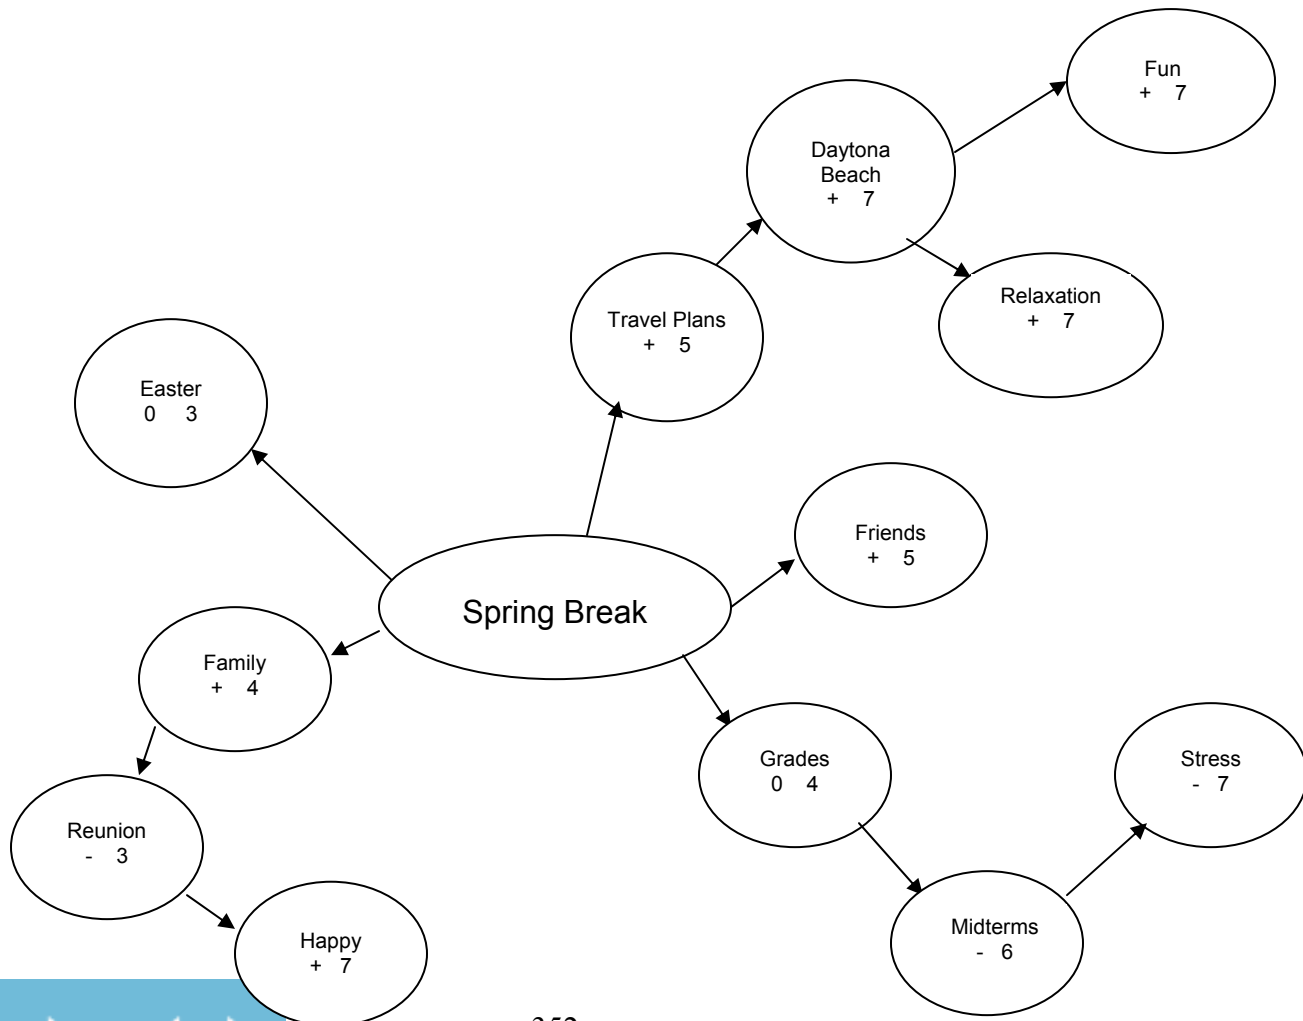 Fun
+ 7
Daytona
Beach
+ 7
Relaxation
+ 7
Travel Plans
+ 5
Easter
0 3
Friends
+ 5
Spring Break
Family
+ 4
Grades
0 4
Stress
- 7
Reunion
- 3
Midterms
- 6
Happy
+ 7